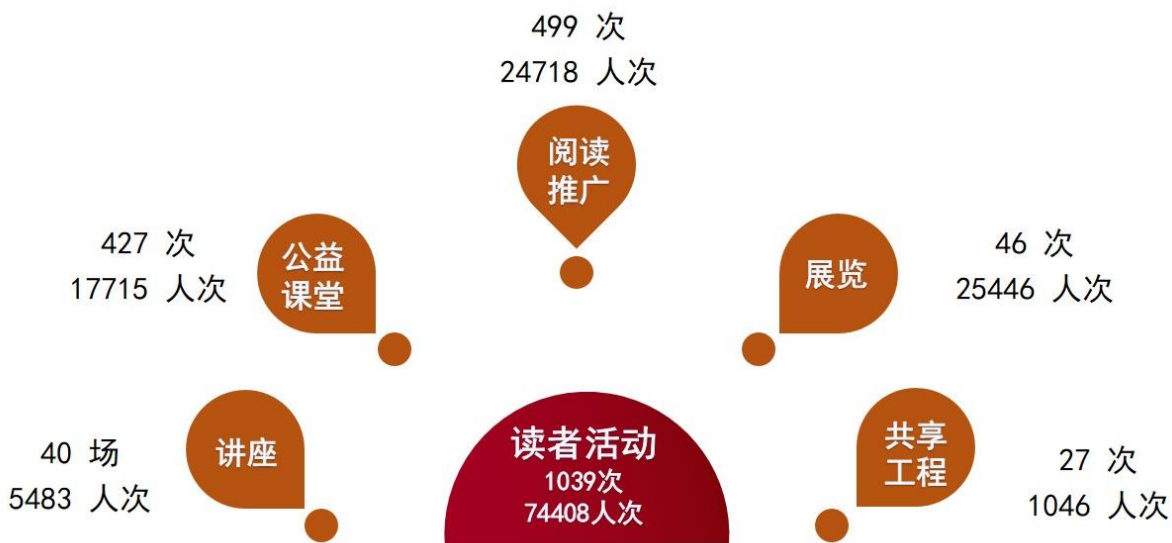 499 次
24718 人次
阅读
推广
427 次
17715 人次
公益
课堂
展览
46 次
25446 人次
40 场
5483 人次
讲座
读者活动
1039次
74408人次
共享
工程
27 次
1046 人次